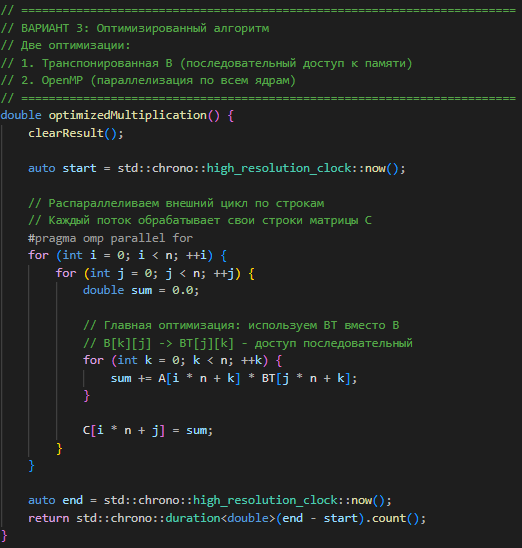 // ========================================================================
// ВАРИАНТ 3: Оптимизированный алгоритм
// Две оптимизации:
// 1. Транспонированная B (последовательный доступ к памяти)
// 2. OpenMP (параллелизация по всем ядрам)
// ========================================================================
double optimizedMultiplication() {
    clearResult();

    auto start = std::chrono::high_resolution_clock::now();

    // Распараллеливаем внешний цикл по строкам
    // Каждый поток обрабатывает свои строки матрицы C
    #pragma omp parallel for
    for (int i = 0; i < n; ++i) {
        for (int j = 0; j < n; ++j) {
            double sum = 0.0;

            // Главная оптимизация: используем BT вместо B
            // B[k][j] -> BT[j][k] - доступ последовательный
            for (int k = 0; k < n; ++k) {
                sum += A[i * n + k] * BT[j * n + k];
            }

            C[i * n + j] = sum;
        }
    }

    auto end = std::chrono::high_resolution_clock::now();
    return std::chrono::duration<double>(end - start).count();
}